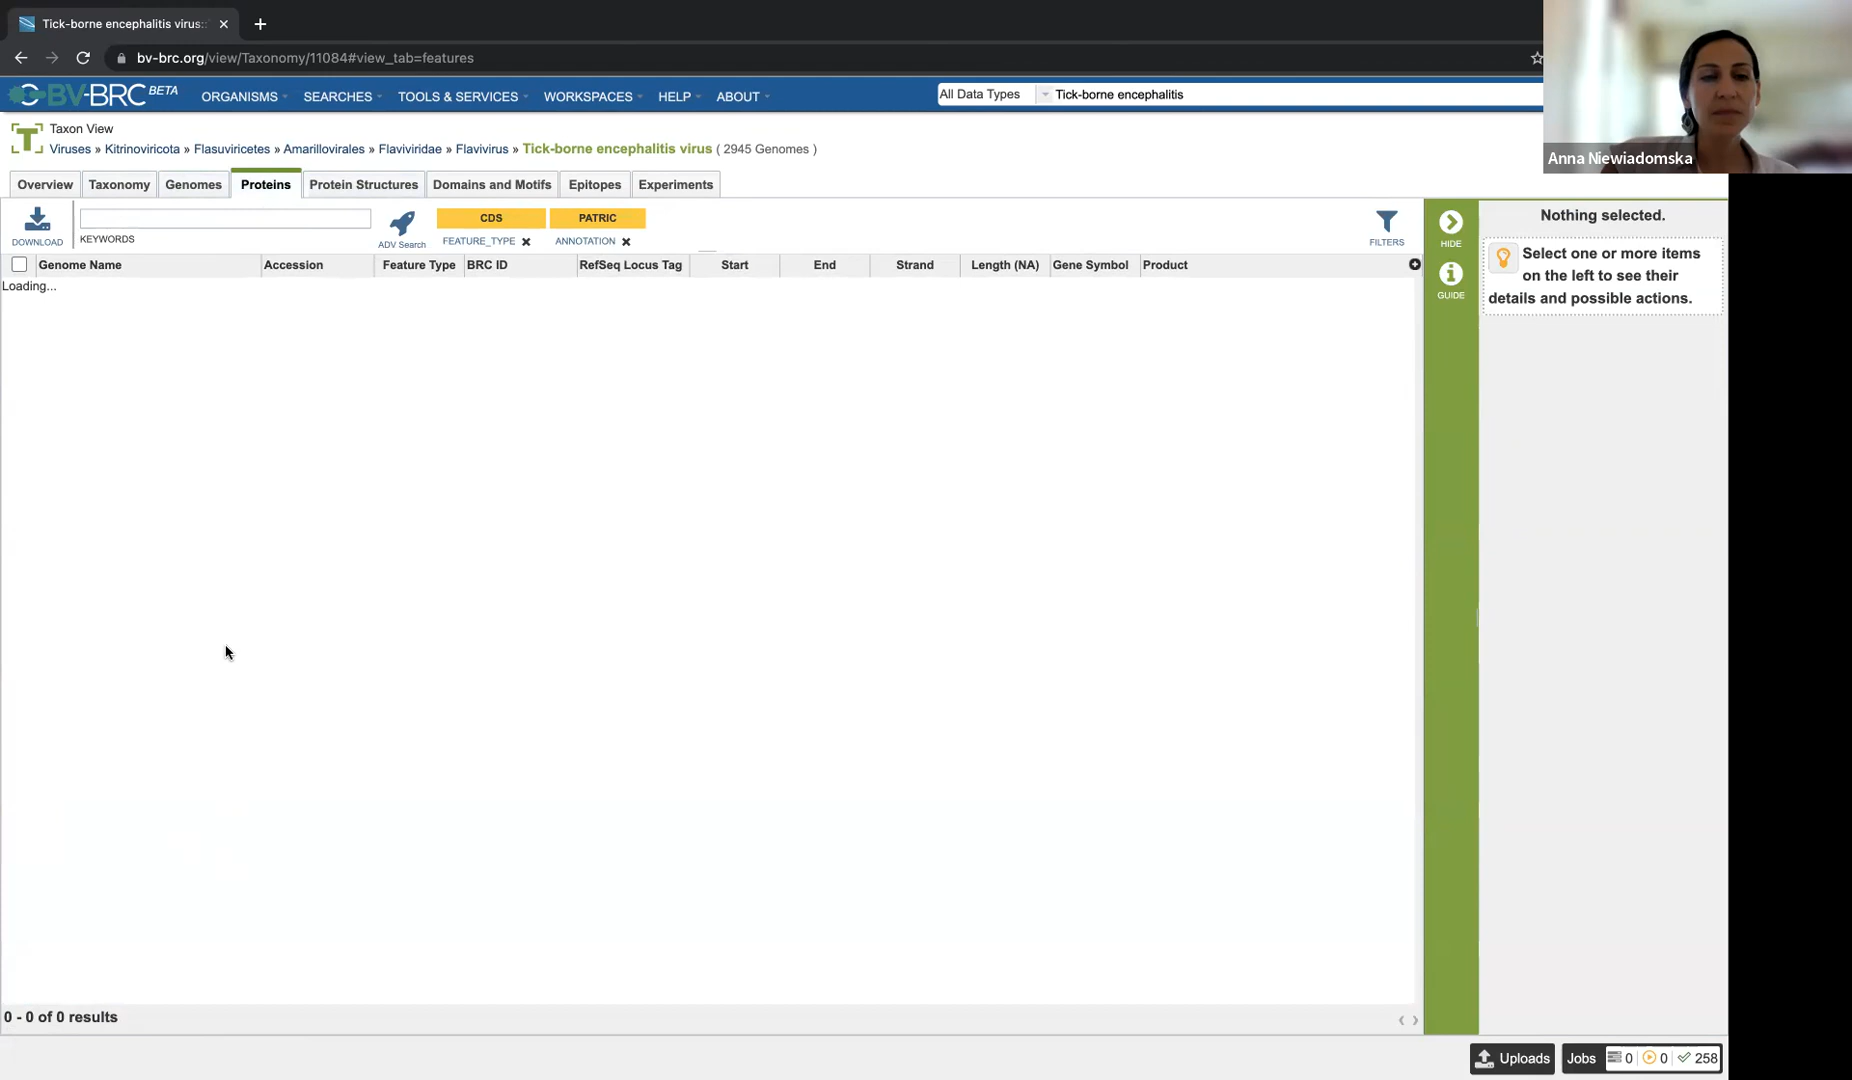 Tick-borne encephalitis virus::
bv-brc.org/view/Taxonomy/11084#view_tab=features
BV-BRC BETA
ORGANISMS SEARCHES TOOLS & SERVICES WORKSPACES HELP ABOUT
All Data Types Tick-borne encephalitis
Anna Niewiadomska
T Taxon View
Viruses » Kitrinoviricota » Flasuviricetes » Amarillovirales » Flaviviridae » Flavivirus » Tick-borne encephalitis virus ( 2945 Genomes )
Overview Taxonomy Genomes Proteins Protein Structures Domains and Motifs Epitopes Experiments
CDS PATRIC
DOWNLOAD KEYWORDS ADV Search FEATURE_TYPE ANNOTATION FILTERS
Genome Name Accession Feature Type BRC ID RefSeq Locus Tag Start End Strand Length (NA) Gene Symbol Product
Loading...
0 - 0 of 0 results
HIDE
GUIDE
Nothing selected.
Select one or more items
on the left to see their
details and possible actions.
Uploads Jobs 0 0 258